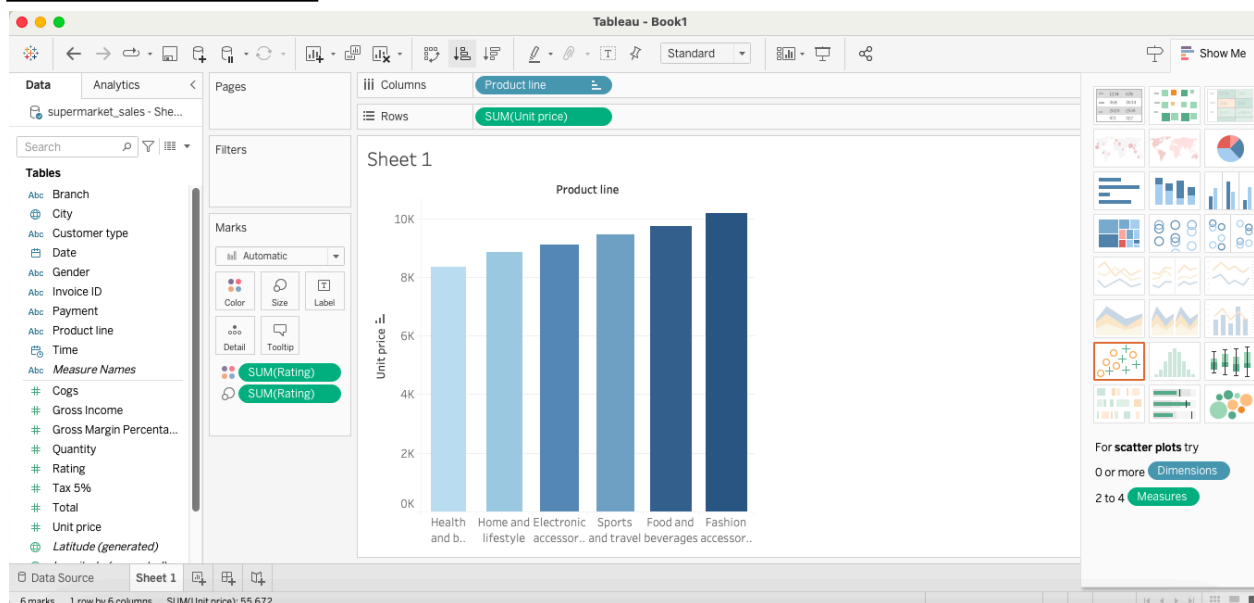 Tableau - Book1
Standard
Show Me
Data
Analytics
supermarket_sales - She...
Search
Tables
Abc Branch
City
Abc Customer type
Date
Abc Gender
Abc Invoice ID
Abc Payment
Abc Product line
Time
Abc Measure Names
# Cogs
# Gross Income
# Gross Margin Percenta...
# Quantity
# Rating
# Tax 5%
# Total
# Unit price
Latitude (generated)
Pages
Filters
Marks
Automatic
Color Size Label
Detail Tooltip
SUM(Rating)
SUM(Rating)
Columns Product line
Rows SUM(Unit price)
Sheet 1
Product line
10K
8K
6K
4K
2K
0K
Unit price
Health and b..
Home and lifestyle
Electronic accessor..
Sports and travel
Food and beverages
Fashion accessor..
For scatter plots try
0 or more Dimensions
2 to 4 Measures
Data Source
Sheet 1
6 marks 1 row by 6 columns SUM(Unit price): 55,672